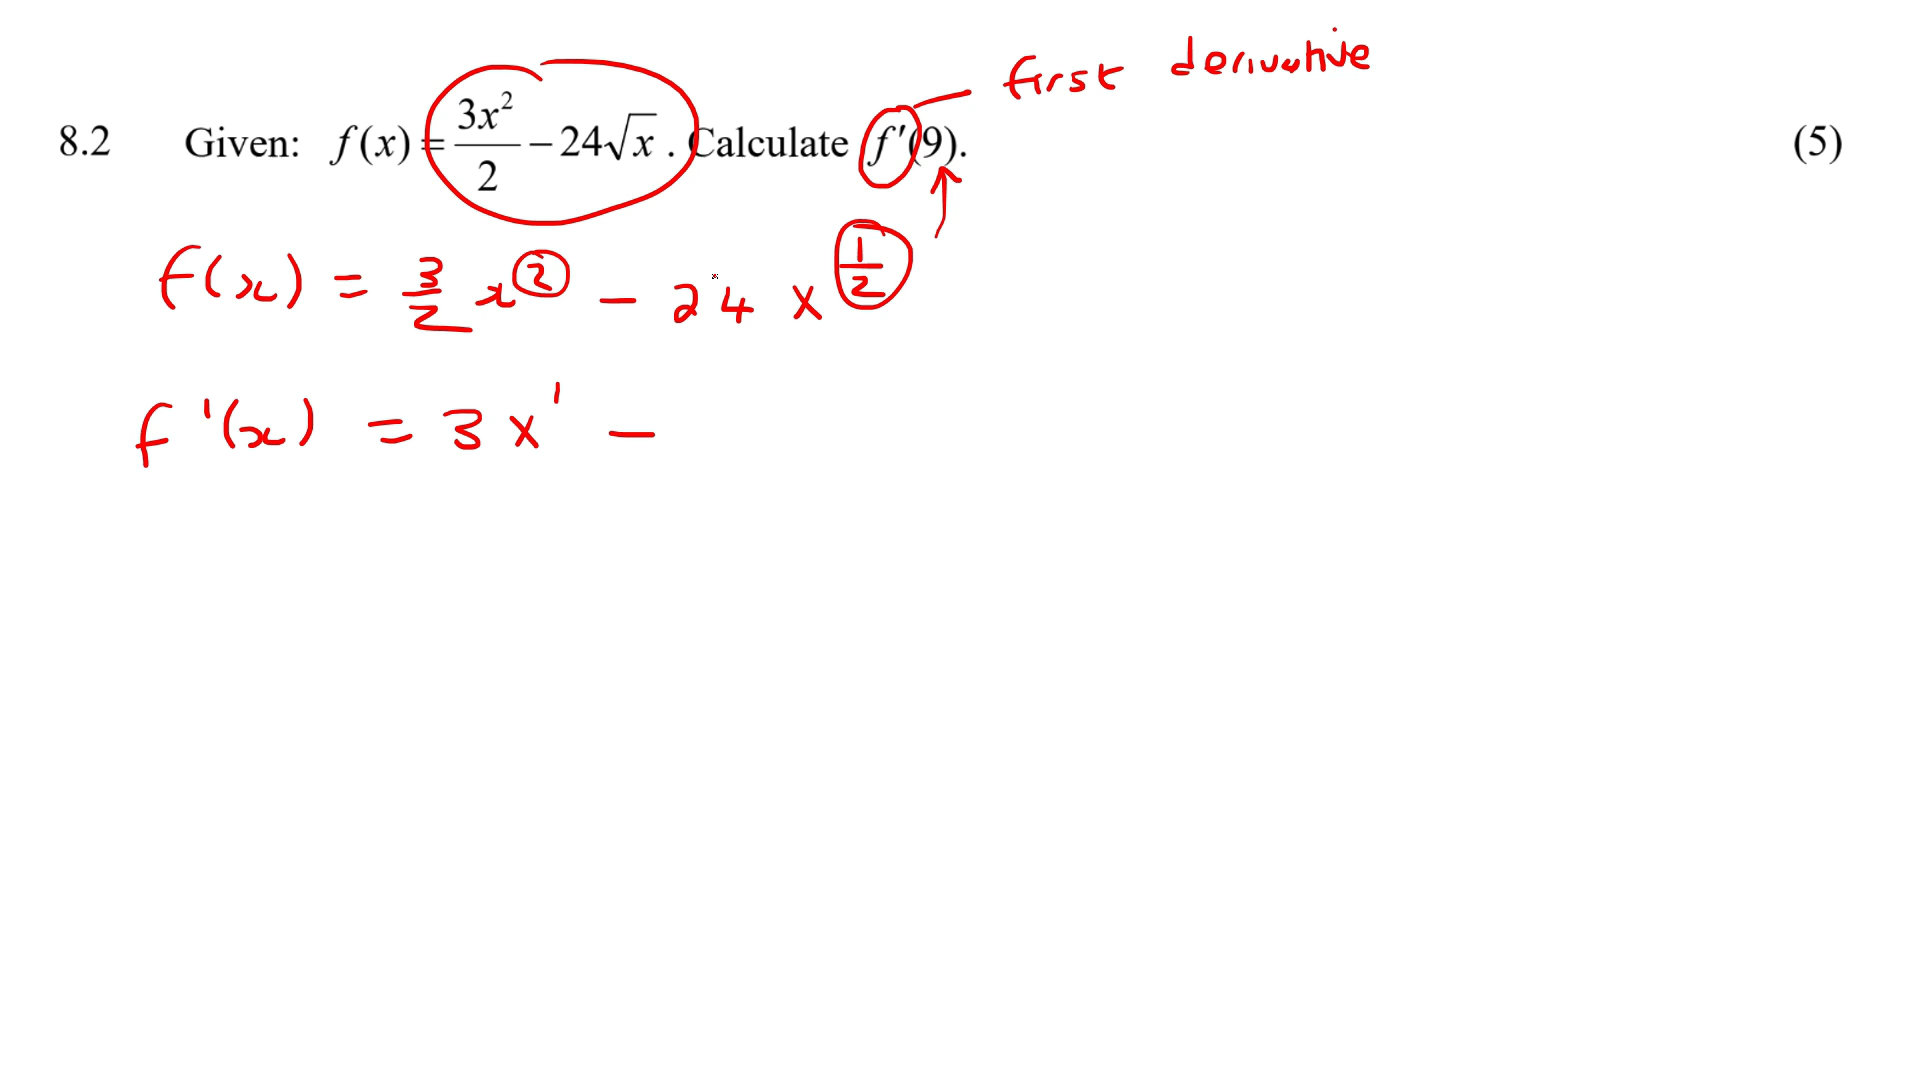 first derivative
8.2 Given: f(x) = 3x²/2 − 24√x . Calculate f′(9). (5)
f(x) = 3/2 x² − 24 x^(1/2)
f'(x) = 3x¹ −